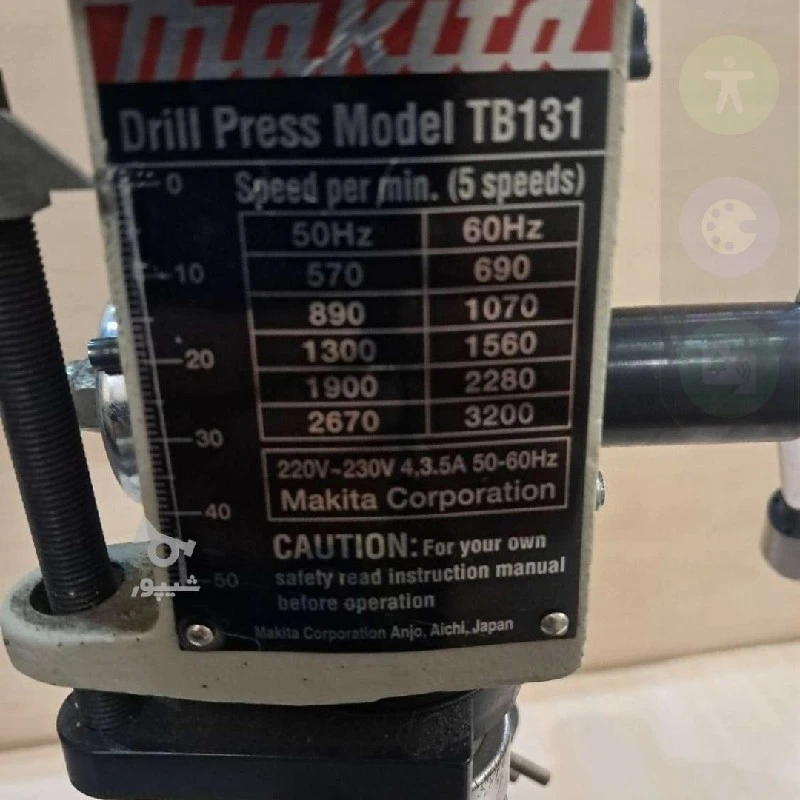 makita
Drill Press Model TB131
Speed per min. (5 speeds)
50Hz 60Hz
570 690
890 1070
1300 1560
1900 2280
2670 3200
220V~230V 4,3.5A 50-60Hz
Makita Corporation
CAUTION: For your own
safety read instruction manual
before operation
Makita Corporation Anjo, Aichi, Japan
0
10
20
30
40
50
شیپور